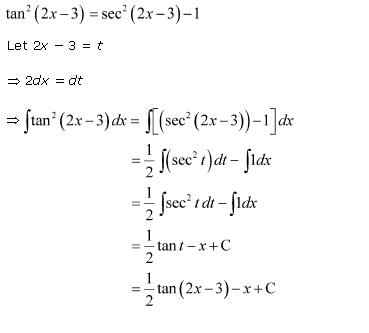 tan² (2x − 3) = sec² (2x − 3) − 1
Let 2x − 3 = t
⇒ 2dx = dt
⇒ ∫tan² (2x − 3) dx = ∫[(sec² (2x − 3)) − 1] dx
= 1/2 ∫(sec² t) dt − ∫1dx
= 1/2 ∫sec² t dt − ∫1dx
= 1/2 tan t − x + C
= 1/2 tan (2x − 3) − x + C